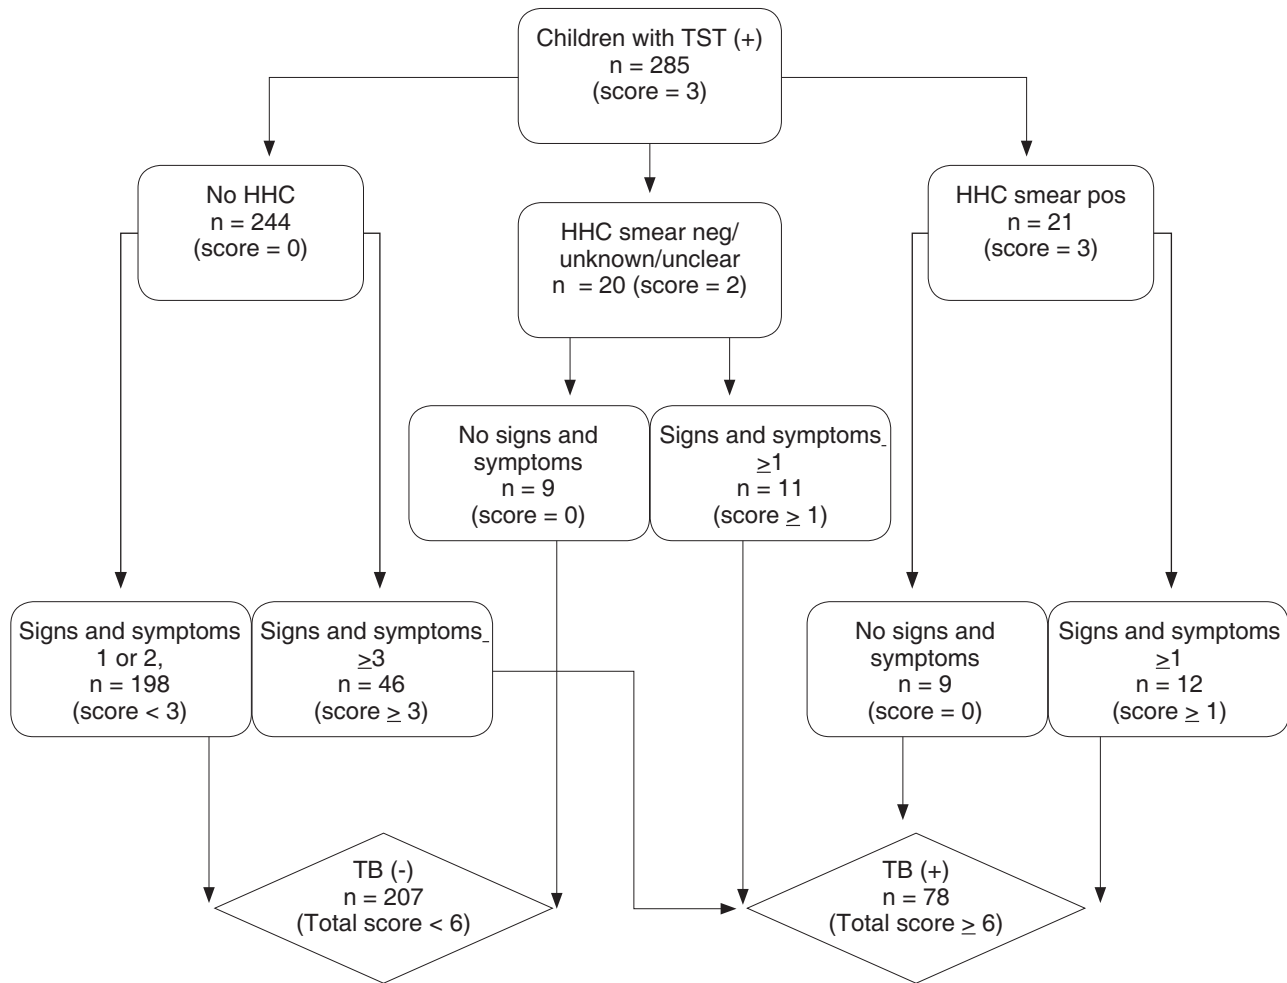 Children with TST (+)
n = 285
(score = 3)
No HHC
n = 244
(score = 0)
HHC smear neg/
unknown/unclear
n = 20 (score = 2)
HHC smear pos
n = 21
(score = 3)
No signs and
symptoms
n = 9
(score = 0)
Signs and symptoms
≥1
n = 11
(score ≥ 1)
Signs and symptoms
1 or 2,
n = 198
(score < 3)
Signs and symptoms
≥3
n = 46
(score ≥ 3)
No signs and
symptoms
n = 9
(score = 0)
Signs and symptoms
≥1
n = 12
(score ≥ 1)
TB (-)
n = 207
(Total score < 6)
TB (+)
n = 78
(Total score ≥ 6)